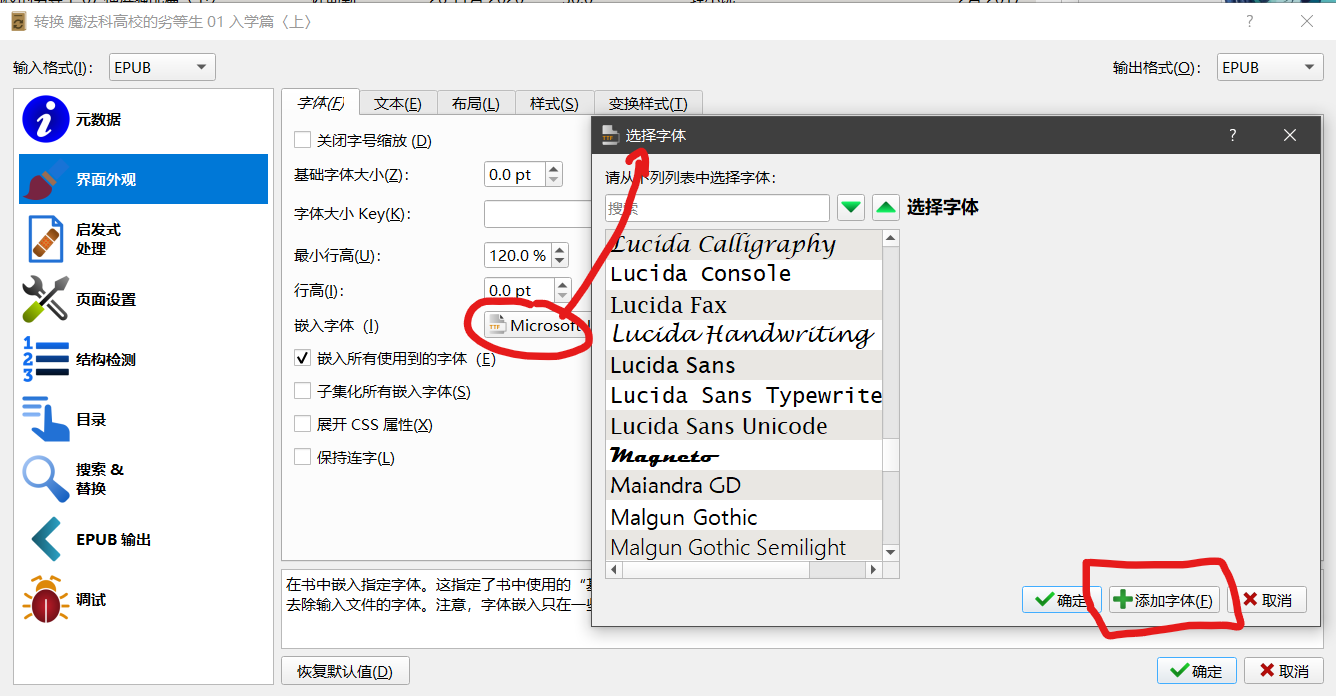 转换 魔法科高校的劣等生 01 入学篇〈上〉
?
输入格式(I): EPUB
输出格式(O): EPUB
元数据
界面外观
启发式
处理
页面设置
结构检测
目录
搜索 &
替换
EPUB 输出
调试
字体(F) 文本(E) 布局(L) 样式(S) 变换样式(T)
关闭字号缩放 (D)
基础字体大小(Z): 0.0 pt
字体大小 Key(K):
最小行高(U): 120.0 %
行高(I): 0.0 pt
嵌入字体 (I) Microsoft
嵌入所有使用到的字体 (E)
子集化所有嵌入字体(S)
展开 CSS 属性(X)
保持连字(L)
在书中嵌入指定字体。这指定了书中使用的“
去除输入文件的字体。注意，字体嵌入只在一些
恢复默认值(D)
确定 取消
选择字体 ?
请从下列列表中选择字体:
搜索
选择字体
Lucida Calligraphy
Lucida Console
Lucida Fax
Lucida Handwriting
Lucida Sans
Lucida Sans Typewrite
Lucida Sans Unicode
Magneto
Maiandra GD
Malgun Gothic
Malgun Gothic Semilight
确定 添加字体(F) 取消